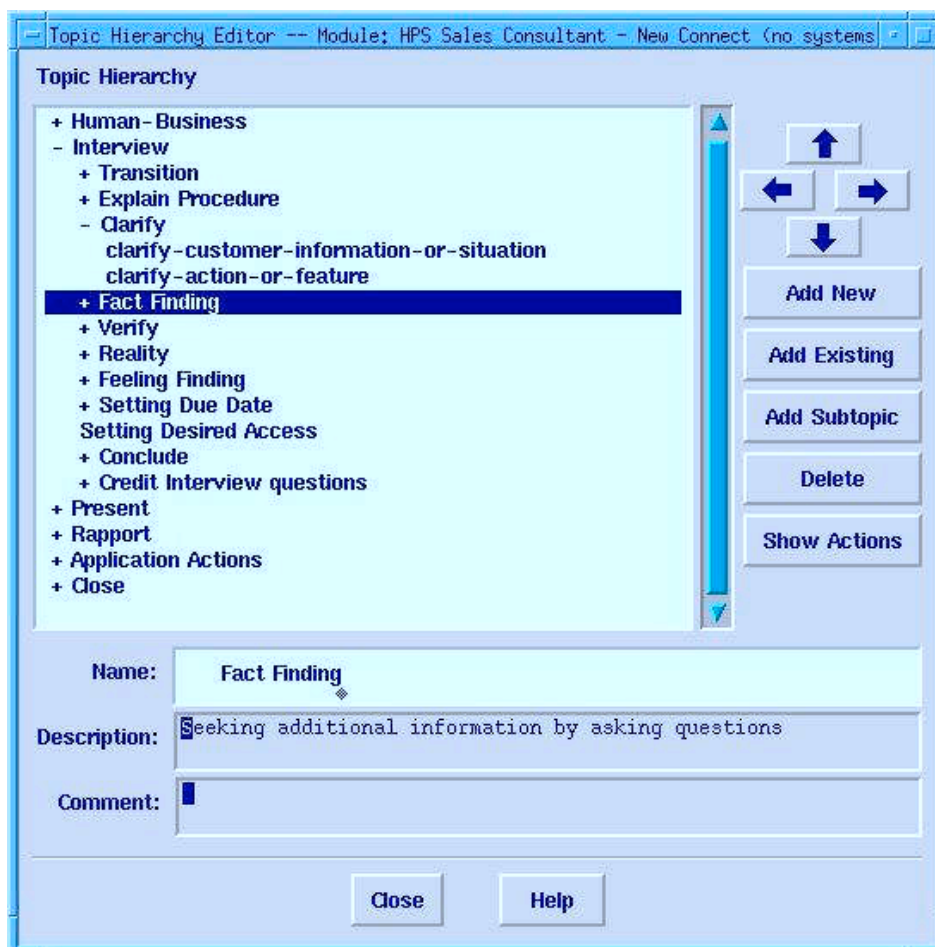 Topic Hierarchy Editor -- Module: HPS Sales Consultant - New Connect (no systems
Topic Hierarchy
+ Human-Business
- Interview
+ Transition
+ Explain Procedure
- Clarify
clarify-customer-information-or-situation
clarify-action-or-feature
+ Fact Finding
+ Verify
+ Reality
+ Feeling Finding
+ Setting Due Date
Setting Desired Access
+ Conclude
+ Credit Interview questions
+ Present
+ Rapport
+ Application Actions
+ Close
Add New
Add Existing
Add Subtopic
Delete
Show Actions
Name: Fact Finding
Description: Seeking additional information by asking questions
Comment:
Close Help